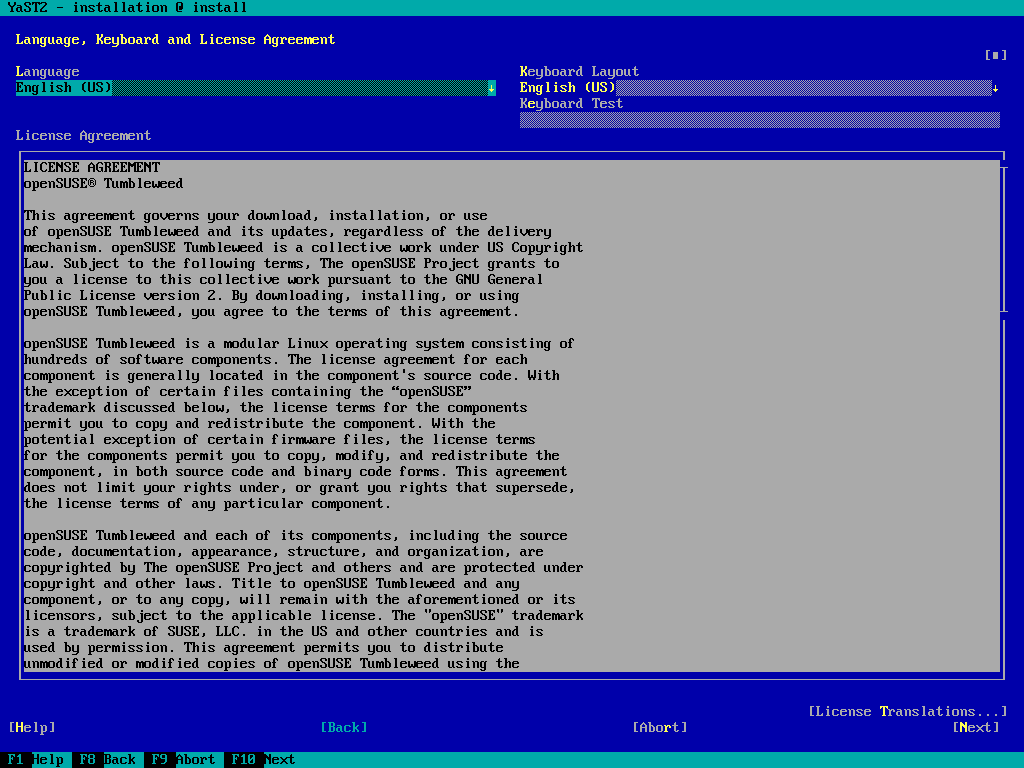 YaST2 - installation @ install
Language, Keyboard and License Agreement
Language
English (US)
Keyboard Layout
English (US)
Keyboard Test
License Agreement
LICENSE AGREEMENT
openSUSE® Tumbleweed
This agreement governs your download, installation, or use
of openSUSE Tumbleweed and its updates, regardless of the delivery
mechanism. openSUSE Tumbleweed is a collective work under US Copyright
Law. Subject to the following terms, The openSUSE Project grants to
you a license to this collective work pursuant to the GNU General
Public License version 2. By downloading, installing, or using
openSUSE Tumbleweed, you agree to the terms of this agreement.
openSUSE Tumbleweed is a modular Linux operating system consisting of
hundreds of software components. The license agreement for each
component is generally located in the component's source code. With
the exception of certain files containing the “openSUSE”
trademark discussed below, the license terms for the components
permit you to copy and redistribute the component. With the
potential exception of certain firmware files, the license terms
for the components permit you to copy, modify, and redistribute the
component, in both source code and binary code forms. This agreement
does not limit your rights under, or grant you rights that supersede,
the license terms of any particular component.
openSUSE Tumbleweed and each of its components, including the source
code, documentation, appearance, structure, and organization, are
copyrighted by The openSUSE Project and others and are protected under
copyright and other laws. Title to openSUSE Tumbleweed and any
component, or to any copy, will remain with the aforementioned or its
licensors, subject to the applicable license. The "openSUSE" trademark
is a trademark of SUSE, LLC. in the US and other countries and is
used by permission. This agreement permits you to distribute
unmodified or modified copies of openSUSE Tumbleweed using the
[License Translations...]
[Help] [Back] [Abort] [Next]
F1 Help F8 Back F9 Abort F10 Next